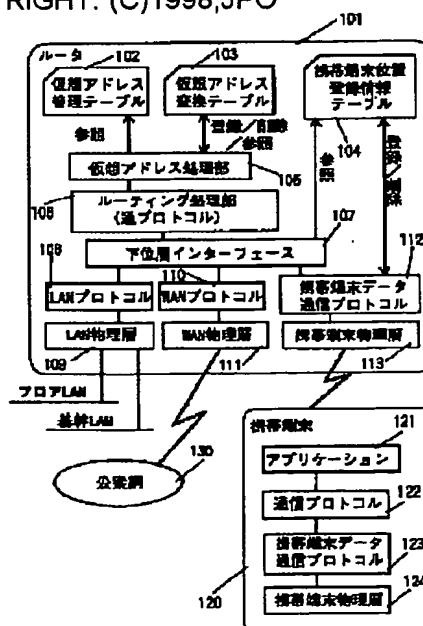 RIGHT: (C)1998,JPO
101
ルータ
102
103
仮想アドレス
管理テーブル
仮想アドレス
変換テーブル
携帯端末位置
登録情報
テーブル
104
参照
登録/削除
参照
参照
登録/削除
仮想アドレス処理部
105
106
ルーティング処理部
(通プロトコル)
107
下位層インターフェース
108
110
112
LANプロトコル
WANプロトコル
携帯端末データ
通信プロトコル
LAN物理層
WAN物理層
携帯端末物理層
109
111
113
フロアLAN
基幹LAN
公衆網
130
携帯端末
121
アプリケーション
122
通信プロトコル
携帯端末データ
通信プロトコル
123
120
携帯端末物理層
124